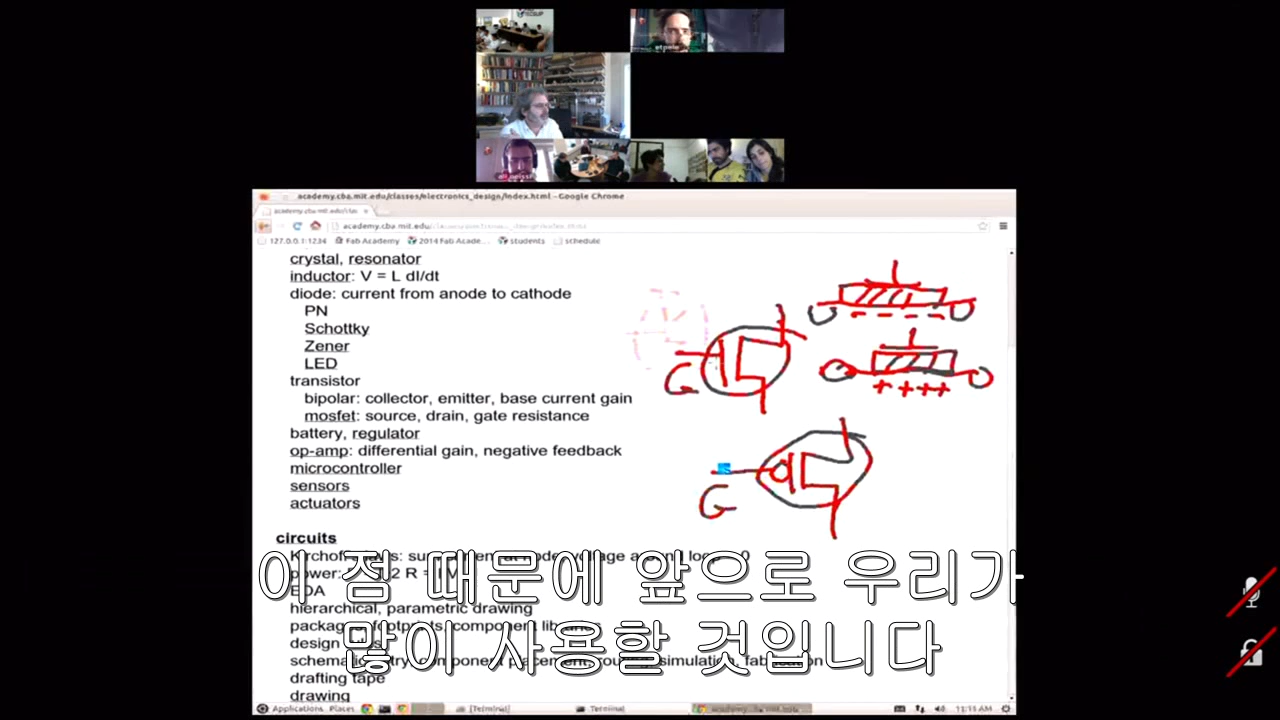 academy.cba.mit.edu/classes/electronics_design/index.html - Google Chrome
127.0.0.1:1234 Fab Academy 2014 Fab Acade... students schedule
crystal, resonator
inductor: V = L dI/dt
diode: current from anode to cathode
PN
Schottky
Zener
LED
transistor
bipolar: collector, emitter, base current gain
mosfet: source, drain, gate resistance
battery, regulator
op-amp: differential gain, negative feedback
microcontroller
sensors
actuators
G
G
circuits
EDA
hierarchical, parametric drawing
drafting tape
drawing
이 점 때문에 앞으로 우리가
많이 사용할 것입니다
Applications Places [Terminal] Terminal 11:15 AM